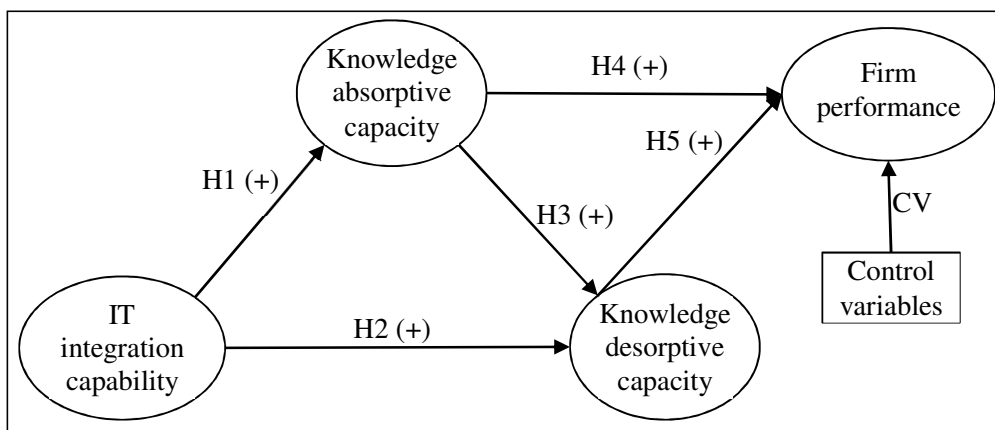 Knowledge
absorptive
capacity
H4 (+)
Firm
performance
H5 (+)
H1 (+)
CV
H3 (+)
Control
variables
IT
integration
capability
H2 (+)
Knowledge
desorptive
capacity